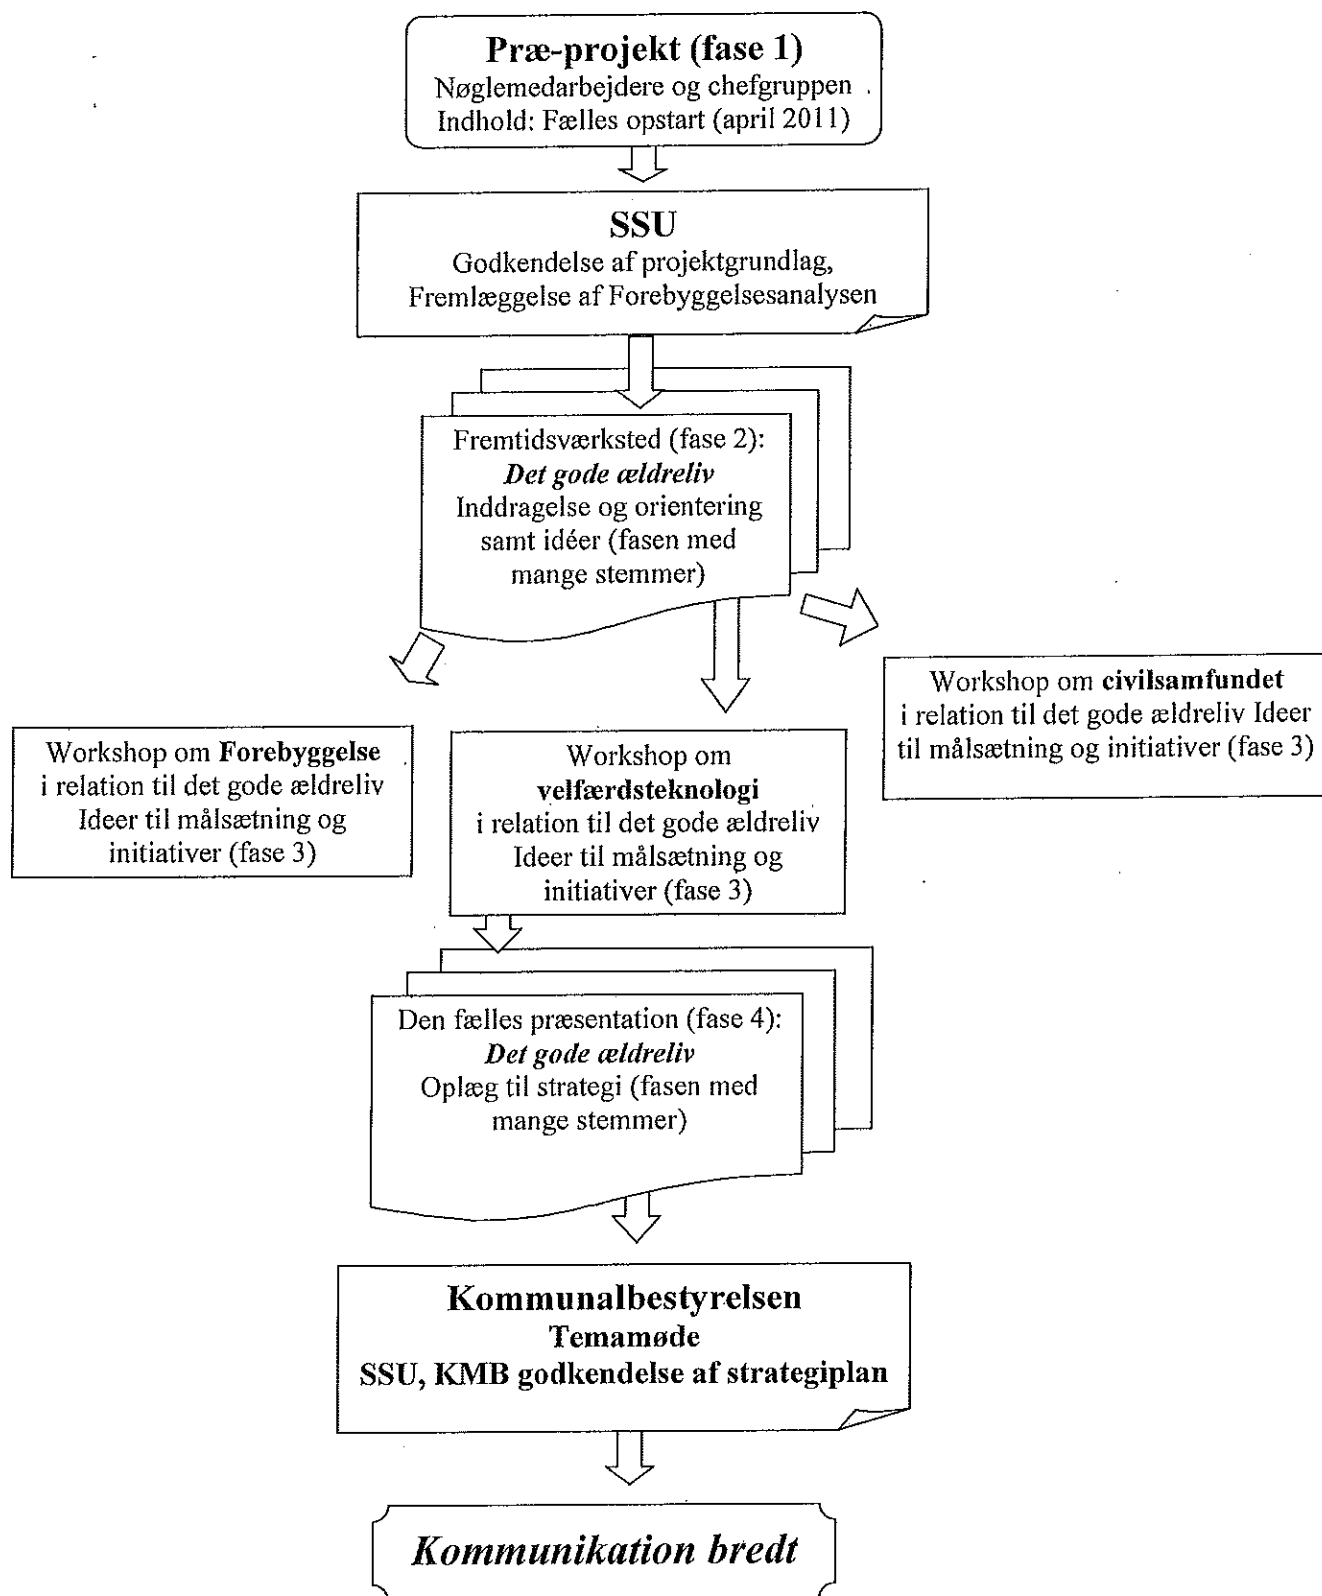 Præ-projekt (fase 1)
Nøglemedarbejdere og chefgruppen
Indhold: Fælles opstart (april 2011)
SSU
Godkendelse af projektgrundlag,
Fremlæggelse af Forebyggelsesanalysen
Fremtidsværksted (fase 2):
Det gode ældreliv
Inddragelse og orientering
samt idéer (fasen med
mange stemmer)
Workshop om Forebyggelse
i relation til det gode ældreliv
Ideer til målsætning og
initiativer (fase 3)
Workshop om
velfærdsteknologi
i relation til det gode ældreliv
Ideer til målsætning og
initiativer (fase 3)
Workshop om civilsamfundet
i relation til det gode ældreliv Ideer
til målsætning og initiativer (fase 3)
Den fælles præsentation (fase 4):
Det gode ældreliv
Oplæg til strategi (fasen med
mange stemmer)
Kommunalbestyrelsen
Temamøde
SSU, KMB godkendelse af strategiplan
Kommunikation bredt